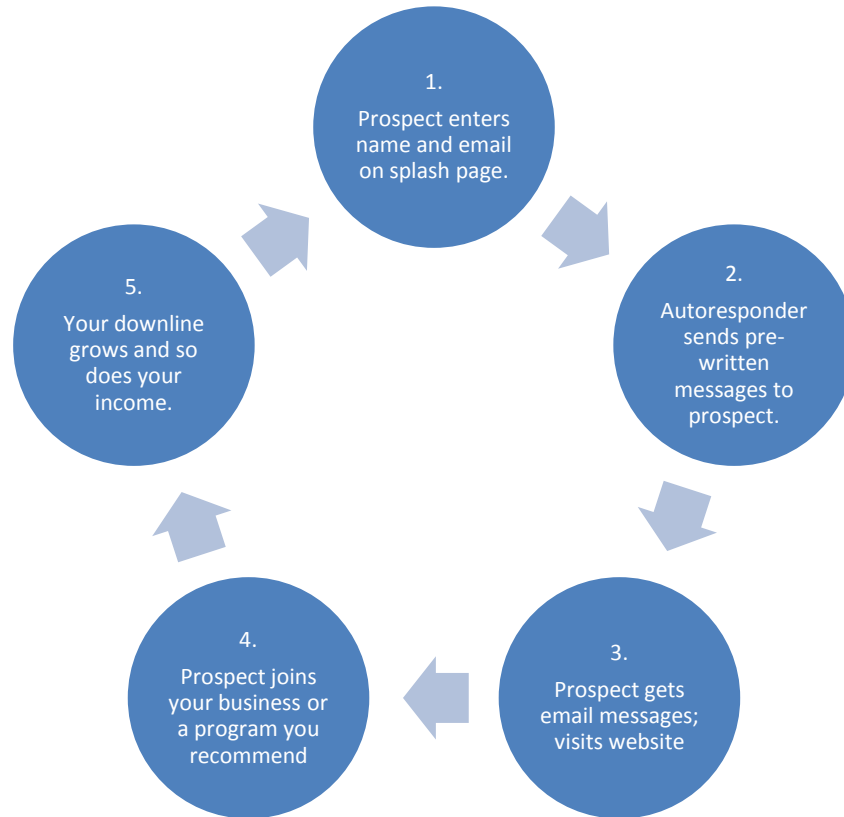 1.
Prospect enters
name and email
on splash page.
2.
Autoresponder
sends pre-
written
messages to
prospect.
3.
Prospect gets
email messages;
visits website
4.
Prospect joins
your business or
a program you
recommend
5.
Your downline
grows and so
does your
income.